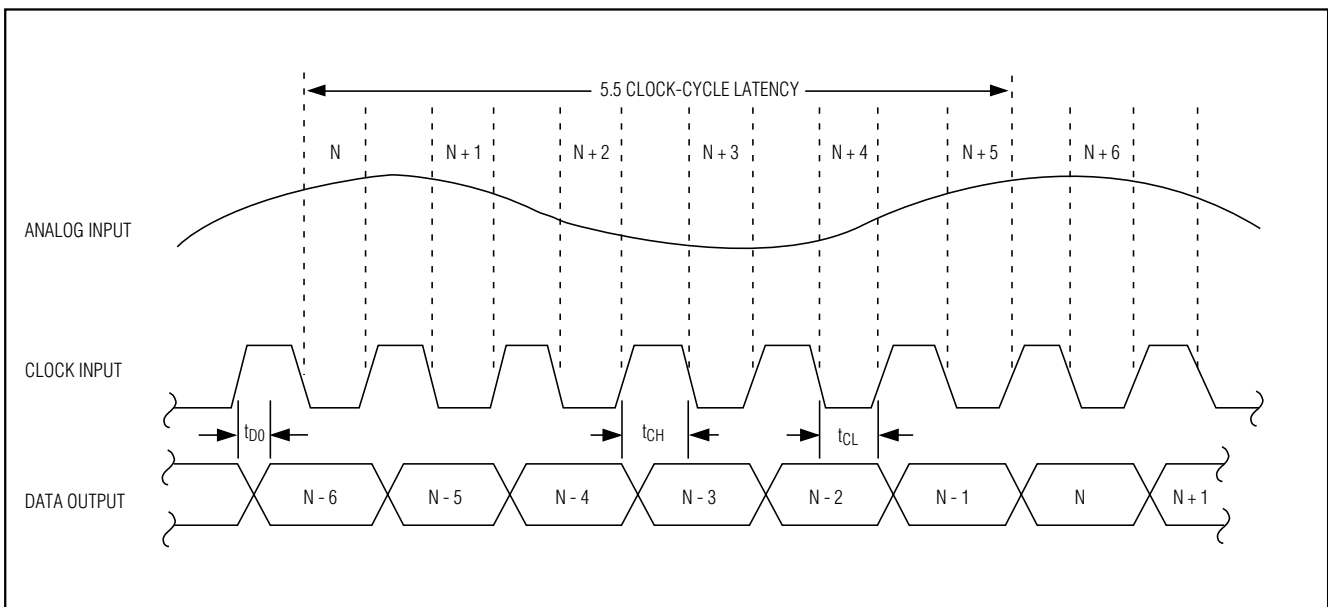 5.5 CLOCK-CYCLE LATENCY
N N + 1 N + 2 N + 3 N + 4 N + 5 N + 6
ANALOG INPUT
CLOCK INPUT
tD0 tCH tCL
DATA OUTPUT N - 6 N - 5 N - 4 N - 3 N - 2 N - 1 N N + 1